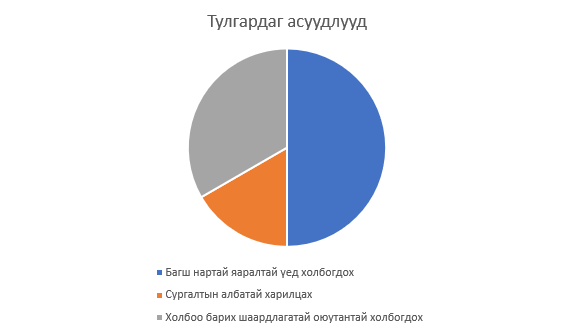 Тулгардаг асуудлууд
Багш нартай яаралтай үед холбогдох
Сургалтын албатай харилцах
Холбоо барих шаардлагатай оюутантай холбогдох